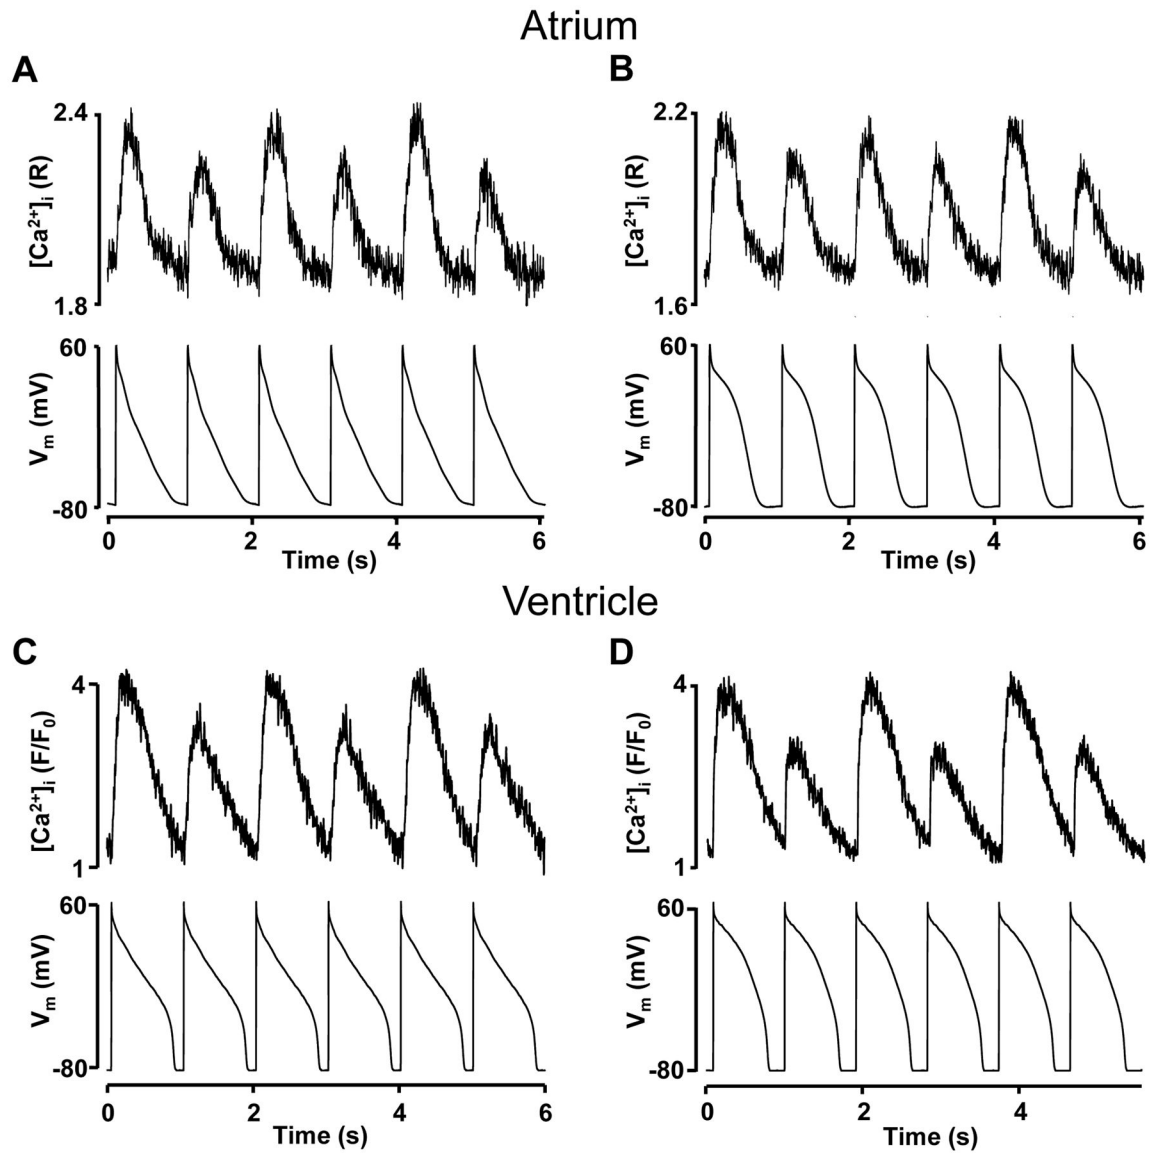 Atrium
A
B
2.4
[Ca²⁺]ᵢ (R)
1.8
2.2
[Ca²⁺]ᵢ (R)
1.6
60
Vₘ (mV)
-80
60
Vₘ (mV)
-80
0 2 4 6
Time (s)
0 2 4 6
Time (s)
Ventricle
C
D
4
[Ca²⁺]ᵢ (F/F₀)
1
4
[Ca²⁺]ᵢ (F/F₀)
1
60
Vₘ (mV)
-80
60
Vₘ (mV)
-80
0 2 4 6
Time (s)
0 2 4
Time (s)